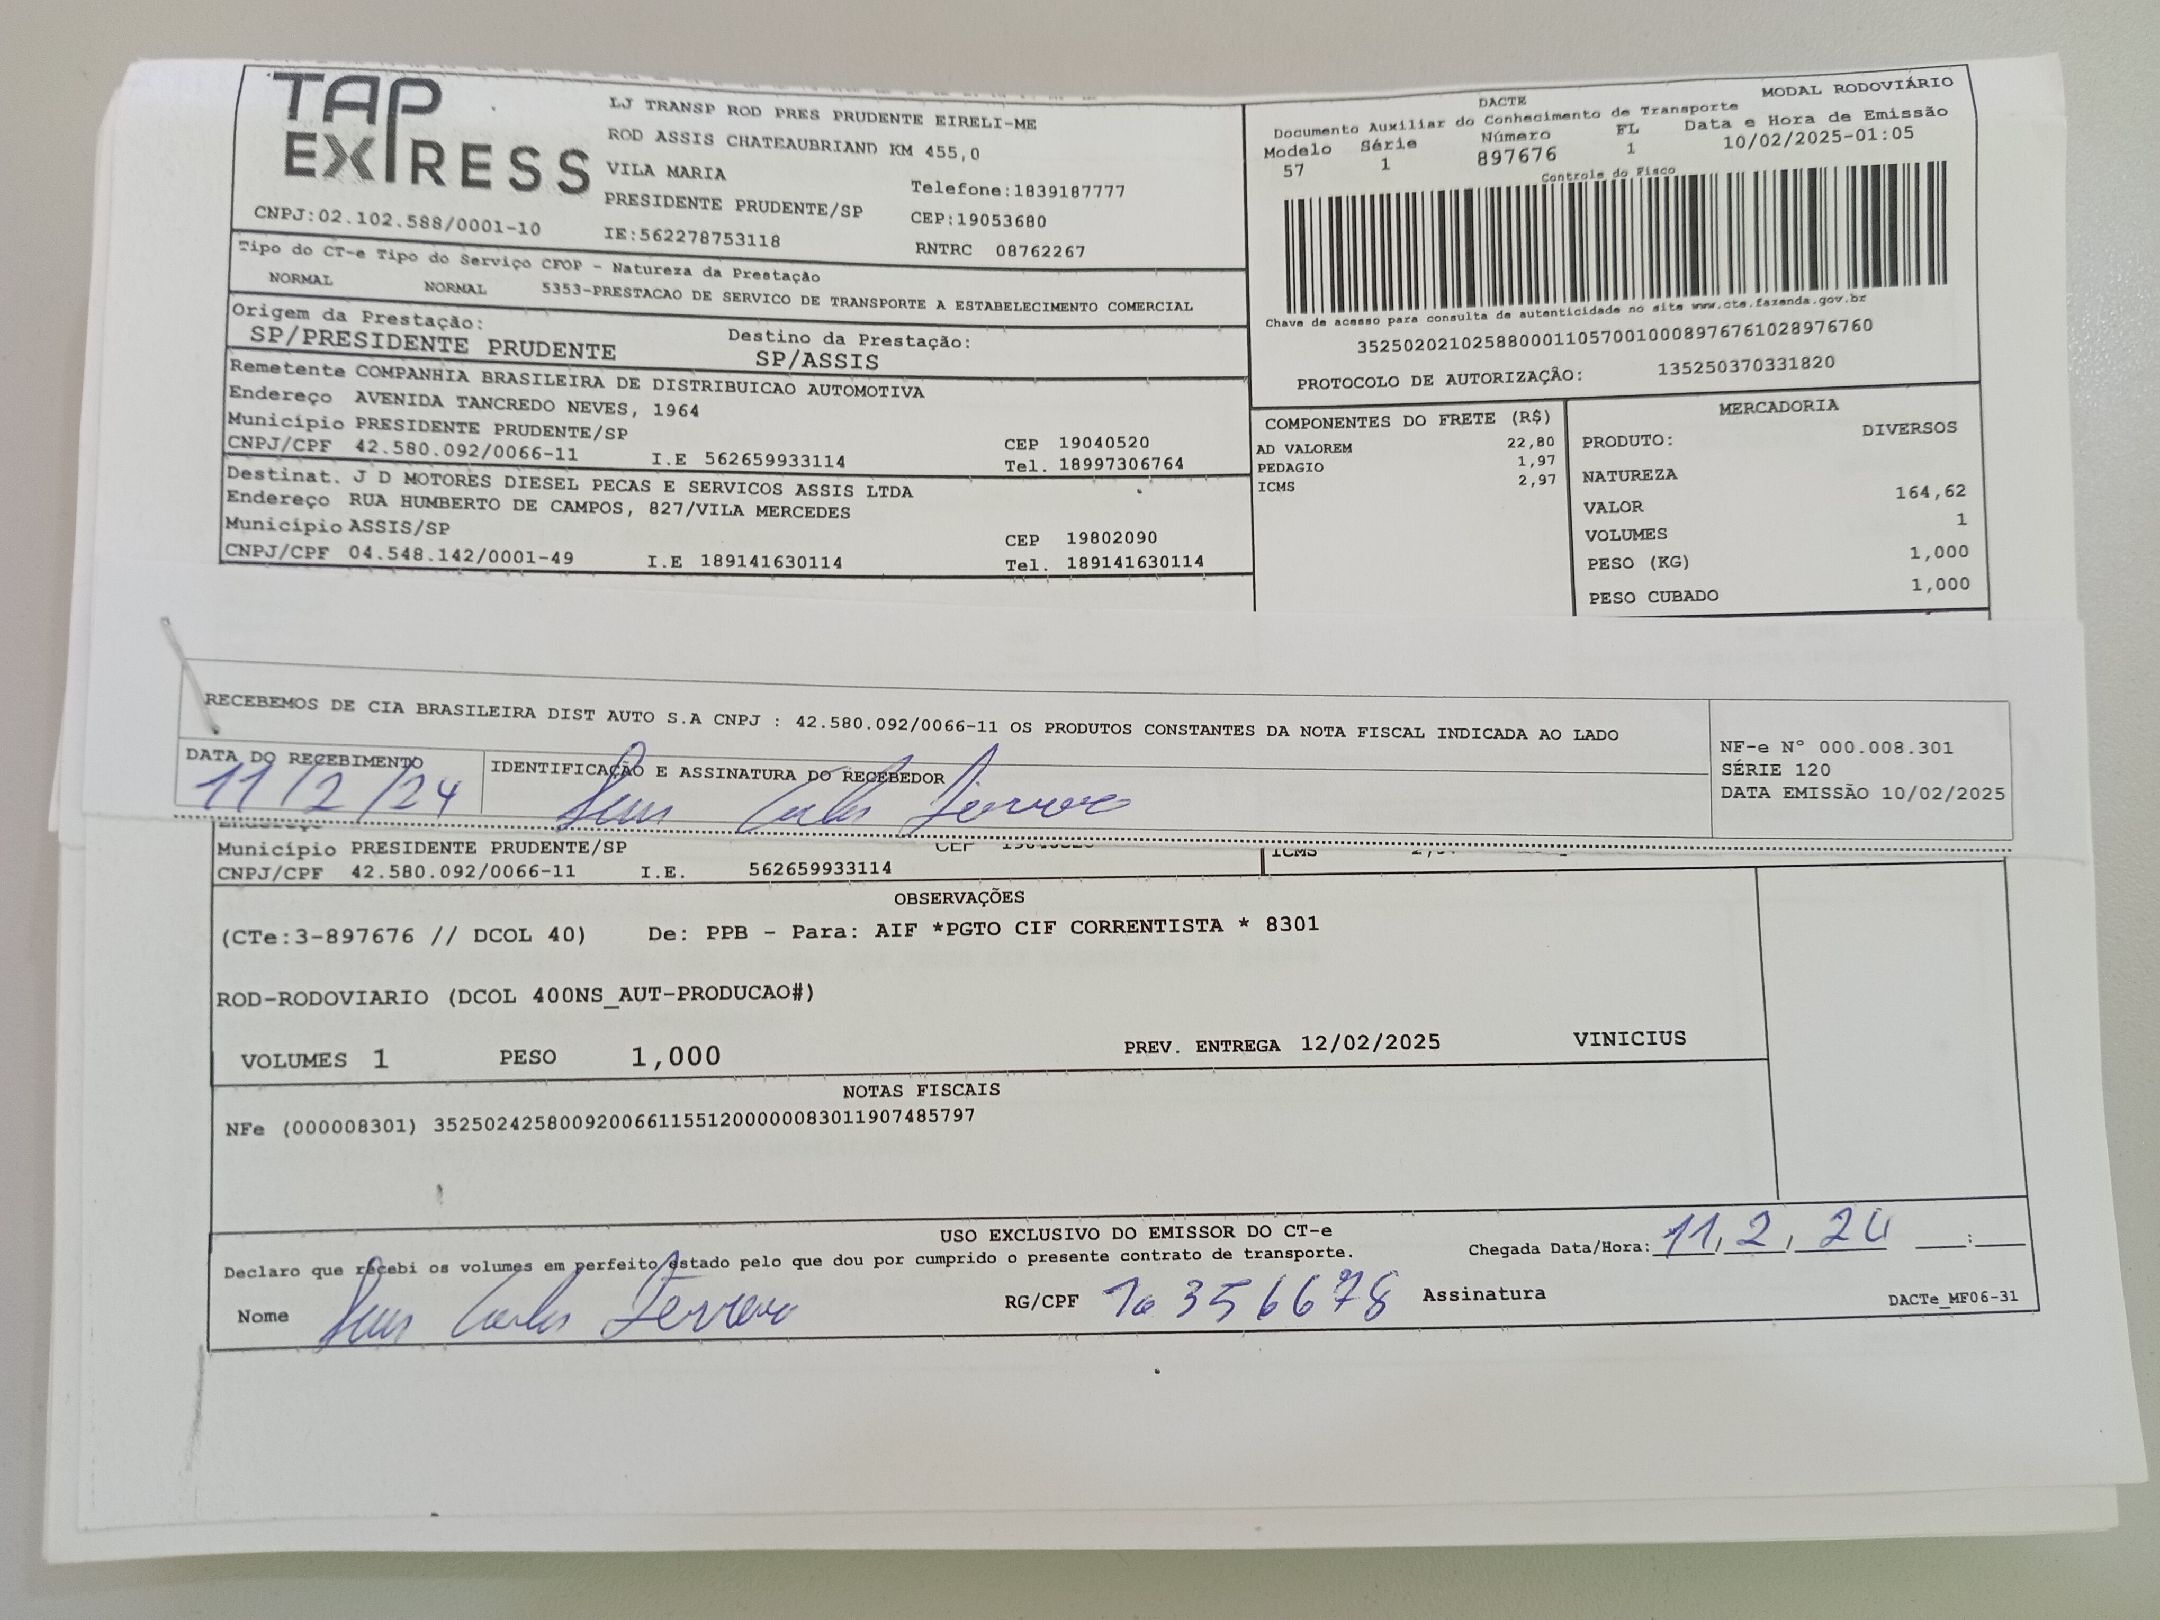 TAP EXPRESS
LJ TRANSP ROD PRES PRUDENTE EIRELI-ME
ROD ASSIS CHATEAUBRIAND KM 455,0
VILA MARIA
Telefone:1839187777
PRESIDENTE PRUDENTE/SP
CEP:19053680
CNPJ:02.102.588/0001-10
IE:562278753118
RNTRC 08762267
MODAL RODOVIÁRIO
DACTE
Documento Auxiliar do Conhecimento de Transporte
Modelo Série Número FL Data e Hora de Emissão
57 1 897676 1 10/02/2025-01:05
Controle do Fisco
Chave de acesso para consulta de autenticidade no site www.cte.fazenda.gov.br
35250202102588000110570010008976761028976760
PROTOCOLO DE AUTORIZAÇÃO: 135250370331820
Tipo do CT-e Tipo do Serviço CFOP - Natureza da Prestação
NORMAL NORMAL 5353-PRESTACAO DE SERVICO DE TRANSPORTE A ESTABELECIMENTO COMERCIAL
Origem da Prestação: Destino da Prestação:
SP/PRESIDENTE PRUDENTE SP/ASSIS
Remetente COMPANHIA BRASILEIRA DE DISTRIBUICAO AUTOMOTIVA
Endereço AVENIDA TANCREDO NEVES, 1964
Município PRESIDENTE PRUDENTE/SP CEP 19040520
CNPJ/CPF 42.580.092/0066-11 I.E 562659933114 Tel. 18997306764
Destinat. J D MOTORES DIESEL PECAS E SERVICOS ASSIS LTDA
Endereço RUA HUMBERTO DE CAMPOS, 827/VILA MERCEDES
Município ASSIS/SP CEP 19802090
CNPJ/CPF 04.548.142/0001-49 I.E 189141630114 Tel. 189141630114
COMPONENTES DO FRETE (R$)
AD VALOREM 22,80
PEDAGIO 1,97
ICMS 2,97
MERCADORIA
PRODUTO: DIVERSOS
NATUREZA
VALOR 164,62
VOLUMES 1
PESO (KG) 1,000
PESO CUBADO 1,000
RECEBEMOS DE CIA BRASILEIRA DIST AUTO S.A CNPJ : 42.580.092/0066-11 OS PRODUTOS CONSTANTES DA NOTA FISCAL INDICADA AO LADO
DATA DO RECEBIMENTO IDENTIFICAÇÃO E ASSINATURA DO RECEBEDOR
11/2/24
NF-e N° 000.008.301
SÉRIE 120
DATA EMISSÃO 10/02/2025
Município PRESIDENTE PRUDENTE/SP
CNPJ/CPF 42.580.092/0066-11 I.E. 562659933114
ICMS
OBSERVAÇÕES
(CTe:3-897676 // DCOL 40) De: PPB - Para: AIF *PGTO CIF CORRENTISTA * 8301
ROD-RODOVIARIO (DCOL 400NS_AUT-PRODUCAO#)
VOLUMES 1 PESO 1,000 PREV. ENTREGA 12/02/2025 VINICIUS
NOTAS FISCAIS
NFe (000008301) 35250242580092006611551200000083011907485797
USO EXCLUSIVO DO EMISSOR DO CT-e
Declaro que recebi os volumes em perfeito estado pelo que dou por cumprido o presente contrato de transporte.
Chegada Data/Hora: 11, 2, 24 :
Nome RG/CPF Assinatura
DACTe_MF06-31